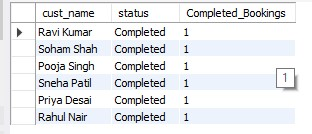 cust_name status Completed_Bookings
Ravi Kumar Completed 1
Soham Shah Completed 1
Pooja Singh Completed 1
Sneha Patil Completed 1
1
Priya Desai Completed 1
Rahul Nair Completed 1